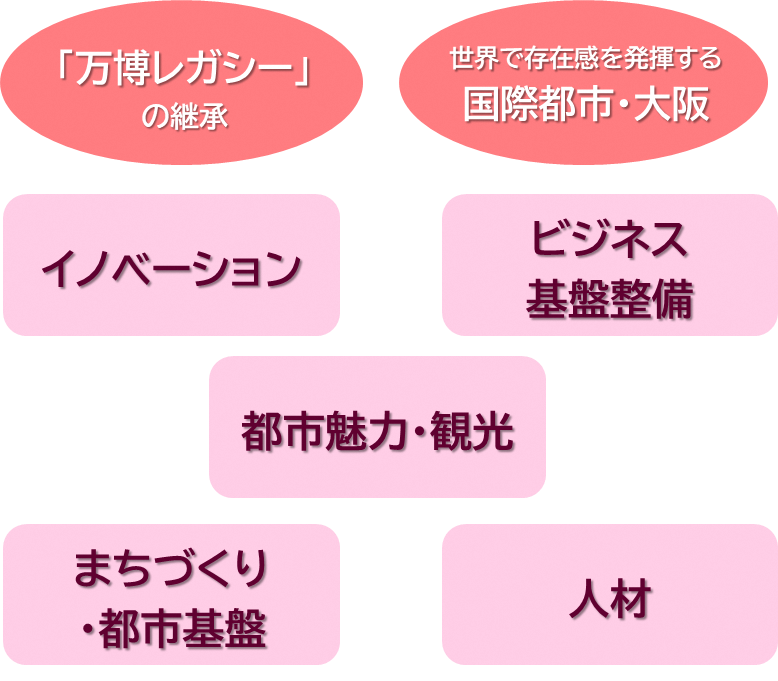 「万博レガシー」
の継承
世界で存在感を発揮する
国際都市・大阪
イノベーション
ビジネス
基盤整備
都市魅力・観光
まちづくり
・都市基盤
人材